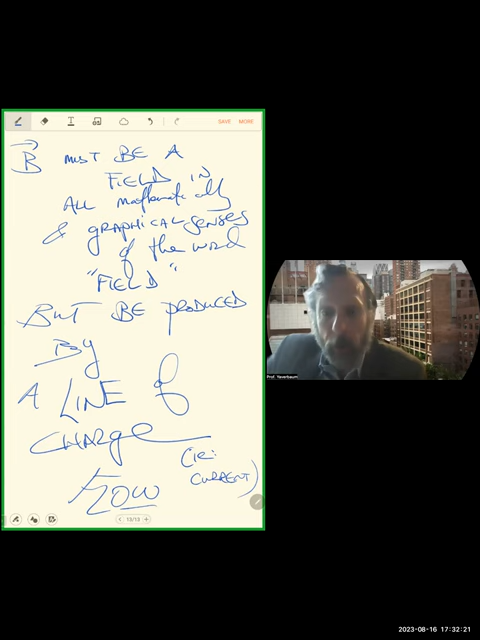 SAVE MORE
B MUST BE A
FIELD IN
ALL mathematically
& GRAPHICAL SENSES
of the word
"FIELD"
BUT BE PRODUCED
By
A LINE of
CHARGE
(ie:
CURRENT)
FLOW
13/13
Prof. Yaverbaum
2023-08-16 17:32:21